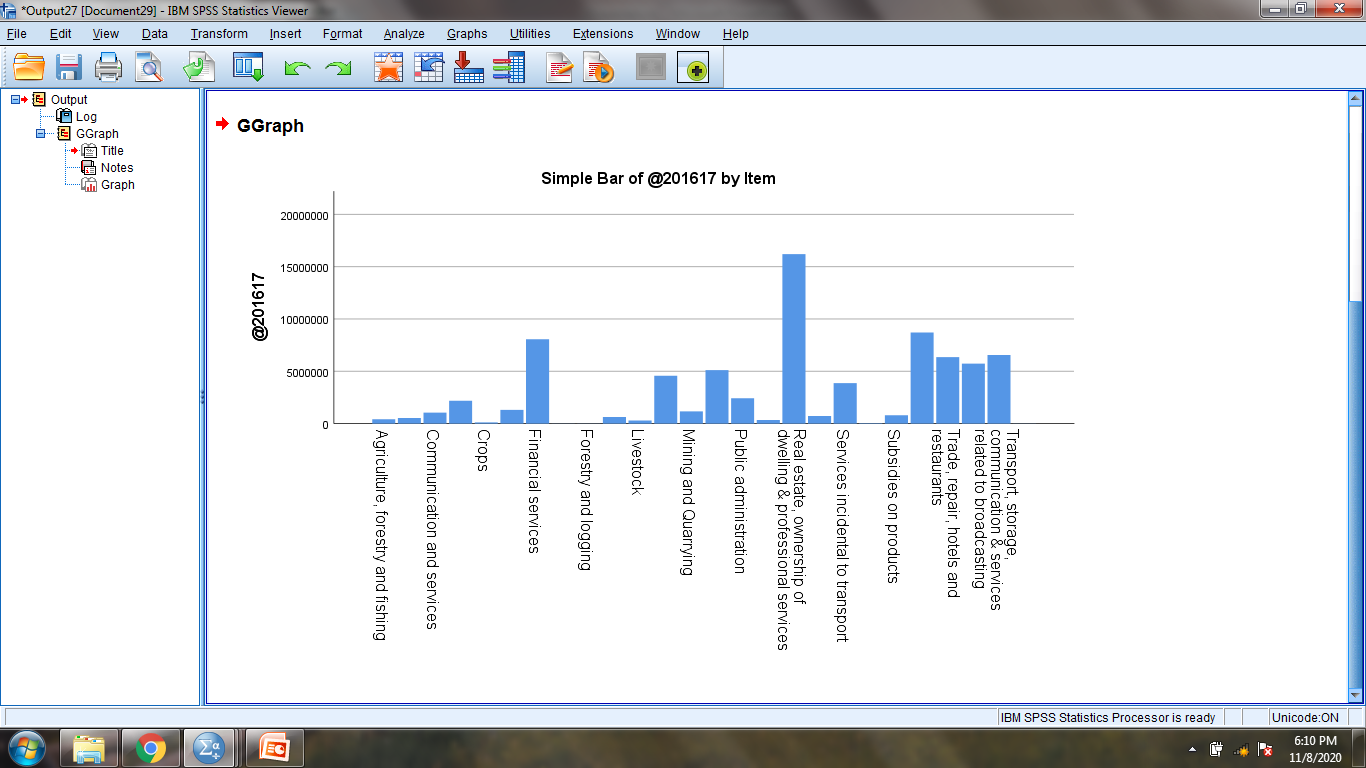 *Output27 [Document29] - IBM SPSS Statistics Viewer
File Edit View Data Transform Insert Format Analyze Graphs Utilities Extensions Window Help
Output
Log
GGraph
Title
Notes
Graph
GGraph
Simple Bar of @201617 by Item
@201617
20000000
15000000
10000000
5000000
0
Agriculture, forestry and fishing
Communication and services
Crops
Financial services
Forestry and logging
Livestock
Mining and Quarrying
Public administration
Real estate, ownership of
dwelling & professional services
Services incidental to transport
Subsidies on products
Trade, repair, hotels and
restaurants
Transport, storage,
communication & services
related to broadcasting
IBM SPSS Statistics Processor is ready
Unicode:ON
6:10 PM
11/8/2020